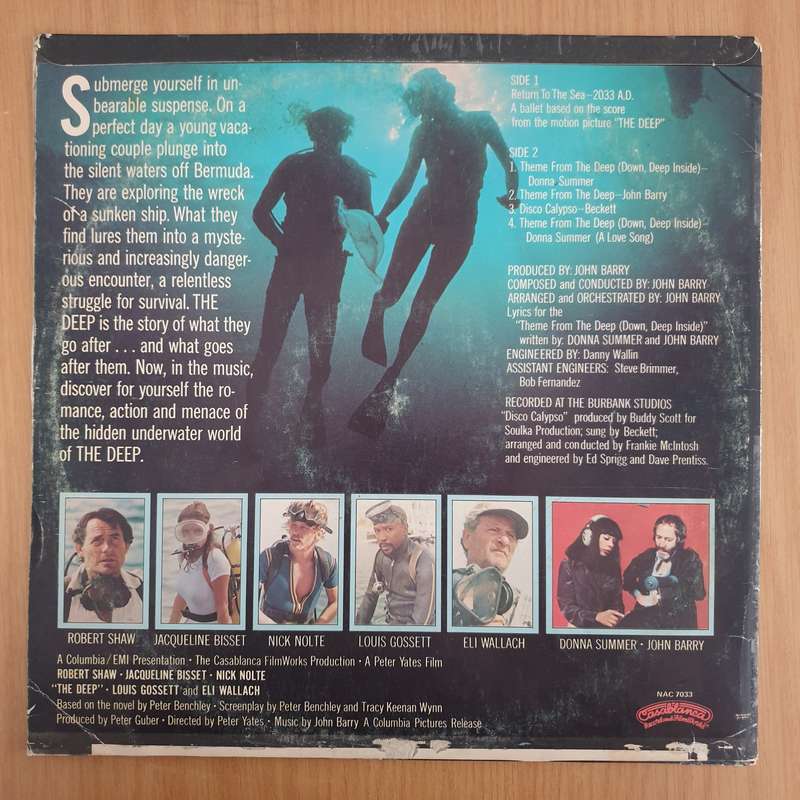 Submerge yourself in un-
bearable suspense. On a
perfect day a young vaca-
tioning couple plunge into
the silent waters off Bermuda.
They are exploring the wreck
of a sunken ship. What they
find lures them into a myste-
rious and increasingly danger-
ous encounter, a relentless
struggle for survival. THE
DEEP is the story of what they
go after . . . and what goes
after them. Now, in the music,
discover for yourself the ro-
mance, action and menace of
the hidden underwater world
of THE DEEP.
SIDE 1
Return To The Sea—2033 A.D.
A ballet based on the score
from the motion picture "THE DEEP"
SIDE 2
1. Theme From The Deep (Down, Deep Inside)—
Donna Summer
2. Theme From The Deep—John Barry
3. Disco Calypso—Beckett
4. Theme From The Deep (Down, Deep Inside)—
Donna Summer (A Love Song)
PRODUCED BY: JOHN BARRY
COMPOSED and CONDUCTED BY: JOHN BARRY
ARRANGED and ORCHESTRATED BY: JOHN BARRY
Lyrics for the
"Theme From The Deep (Down, Deep Inside)"
written by: DONNA SUMMER and JOHN BARRY
ENGINEERED BY: Danny Wallin
ASSISTANT ENGINEERS: Steve Brimmer,
Bob Fernandez
RECORDED AT THE BURBANK STUDIOS
"Disco Calypso" produced by Buddy Scott for
Soulka Production; sung by Beckett;
arranged and conducted by Frankie McIntosh
and engineered by Ed Sprigg and Dave Prentiss.
ROBERT SHAW JACQUELINE BISSET NICK NOLTE LOUIS GOSSETT ELI WALLACH DONNA SUMMER • JOHN BARRY
A Columbia/EMI Presentation • The Casablanca FilmWorks Production • A Peter Yates Film
ROBERT SHAW • JACQUELINE BISSET • NICK NOLTE
"THE DEEP" • LOUIS GOSSETT and ELI WALLACH
Based on the novel by Peter Benchley • Screenplay by Peter Benchley and Tracy Keenan Wynn
Produced by Peter Guber • Directed by Peter Yates • Music by John Barry A Columbia Pictures Release
NAC 7033
Casablanca
Record and FilmWorks